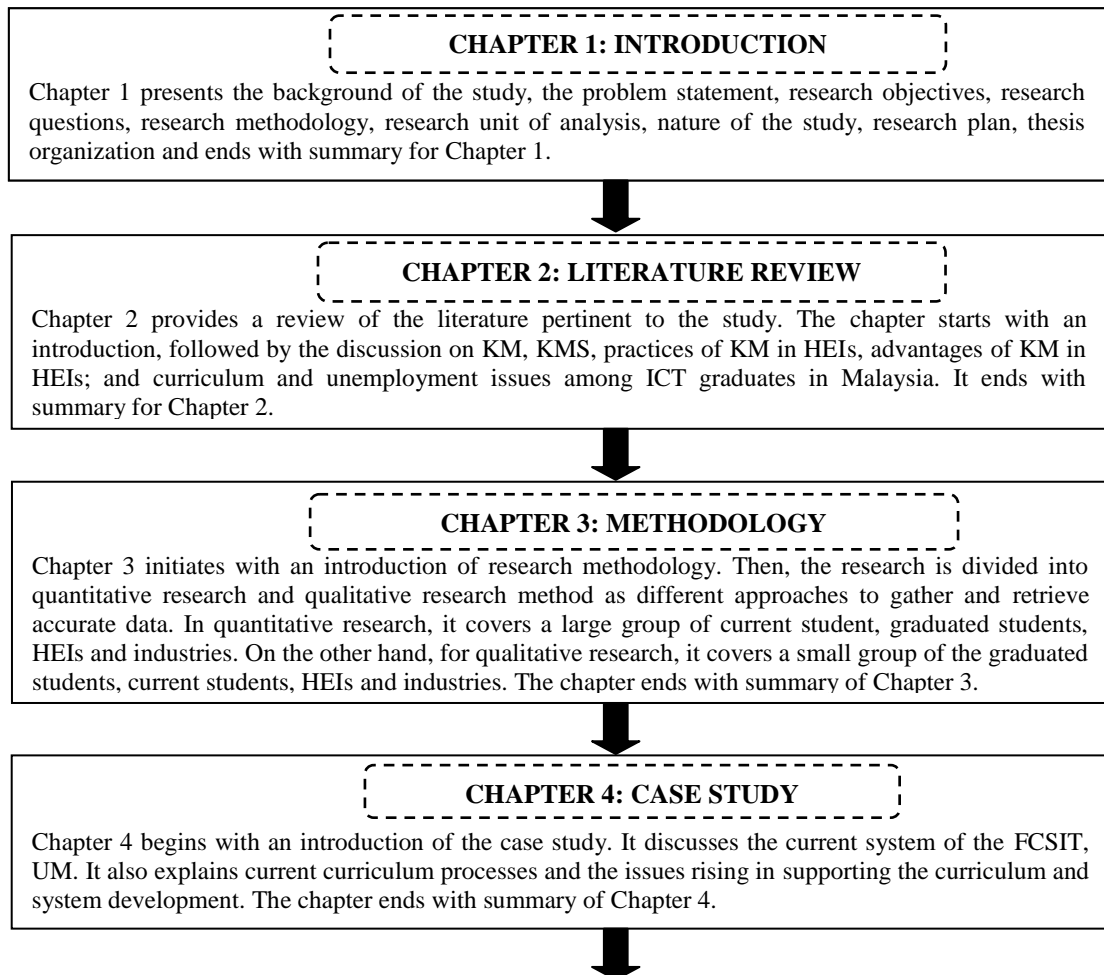 CHAPTER 1: INTRODUCTION
Chapter 1 presents the background of the study, the problem statement, research objectives, research
questions, research methodology, research unit of analysis, nature of the study, research plan, thesis
organization and ends with summary for Chapter 1.
CHAPTER 2: LITERATURE REVIEW
Chapter 2 provides a review of the literature pertinent to the study. The chapter starts with an
introduction, followed by the discussion on KM, KMS, practices of KM in HEIs, advantages of KM in
HEIs; and curriculum and unemployment issues among ICT graduates in Malaysia. It ends with
summary for Chapter 2.
CHAPTER 3: METHODOLOGY
Chapter 3 initiates with an introduction of research methodology. Then, the research is divided into
quantitative research and qualitative research method as different approaches to gather and retrieve
accurate data. In quantitative research, it covers a large group of current student, graduated students,
HEIs and industries. On the other hand, for qualitative research, it covers a small group of the graduated
students, current students, HEIs and industries. The chapter ends with summary of Chapter 3.
CHAPTER 4: CASE STUDY
Chapter 4 begins with an introduction of the case study. It discusses the current system of the FCSIT,
UM. It also explains current curriculum processes and the issues rising in supporting the curriculum and
system development. The chapter ends with summary of Chapter 4.